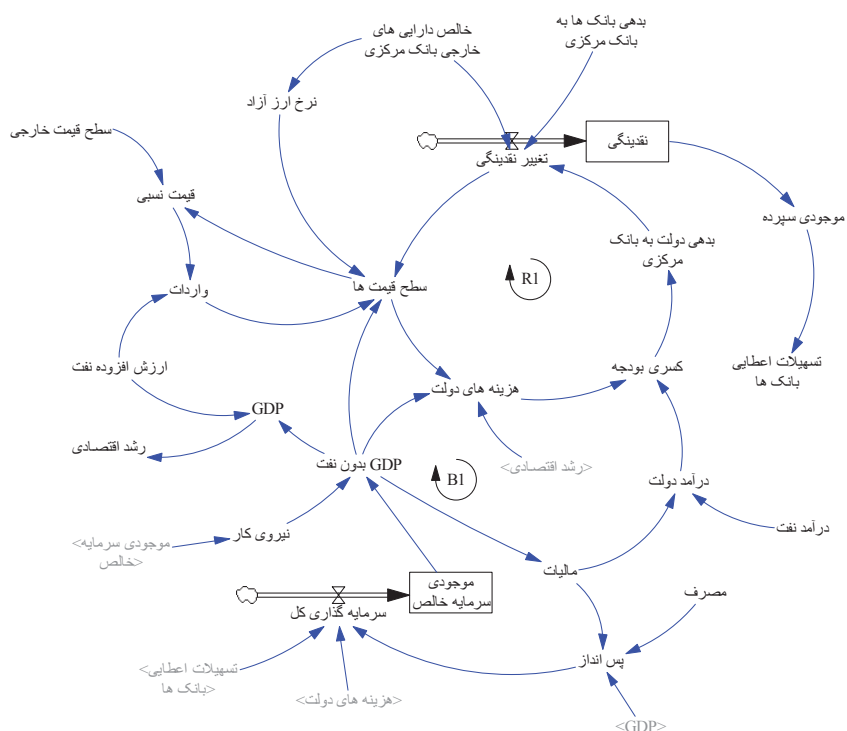 خالص دارایی های
خارجی بانک مرکزی
بدهی بانک ها به
بانک مرکزی
نرخ ارز آزاد
سطح قیمت خارجی
نقدینگی
تغییر نقدینگی
قیمت نسبی
موجودی سپرده
بدهی دولت به بانک
مرکزی
R1
سطح قیمت ها
واردات
ارزش افزوده نفت
کسری بودجه
تسهیلات اعطایی
بانک ها
هزینه های دولت
GDP
رشد اقتصادی
GDP بدون نفت
B1
<رشد اقتصادی>
درآمد دولت
درآمد نفت
نیروی کار
<موجودی سرمایه
خالص>
مالیات
موجودی
سرمایه خالص
مصرف
سرمایه گذاری کل
پس انداز
<تسهیلات اعطایی
بانک ها>
<هزینه های دولت>
<GDP>